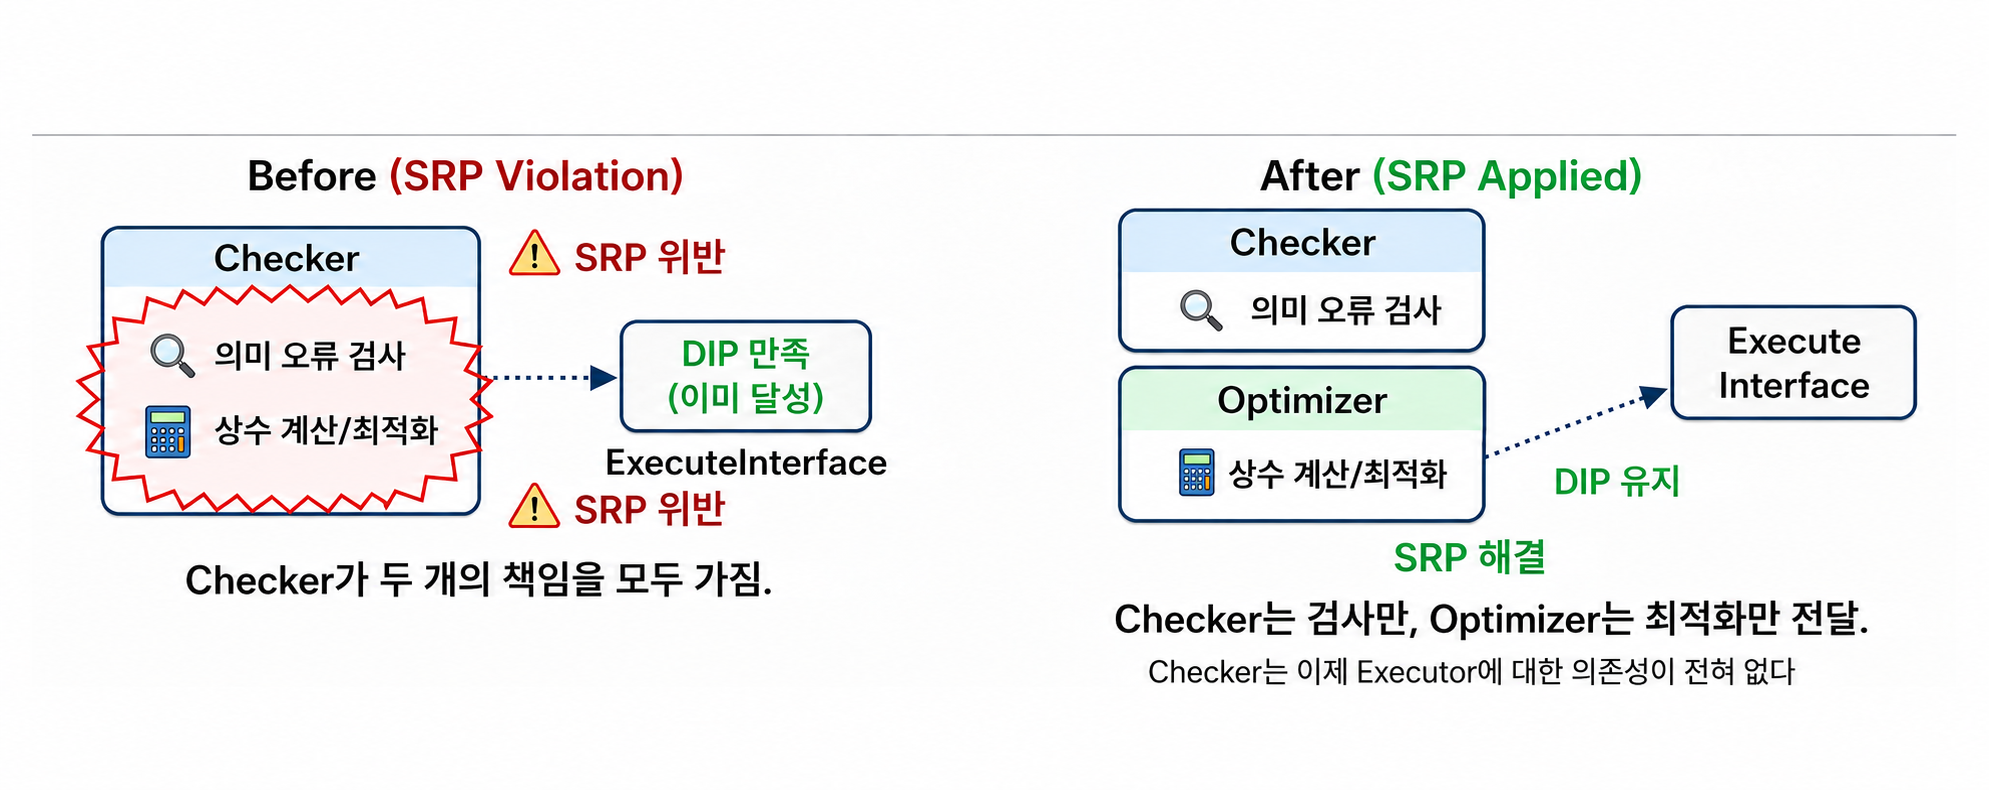 Before (SRP Violation)
Checker
의미 오류 검사
상수 계산/최적화
SRP 위반
DIP 만족
(이미 달성)
ExecuteInterface
SRP 위반
Checker가 두 개의 책임을 모두 가짐.
After (SRP Applied)
Checker
의미 오류 검사
Optimizer
상수 계산/최적화
Execute
Interface
DIP 유지
SRP 해결
Checker는 검사만, Optimizer는 최적화만 전달.
Checker는 이제 Executor에 대한 의존성이 전혀 없다